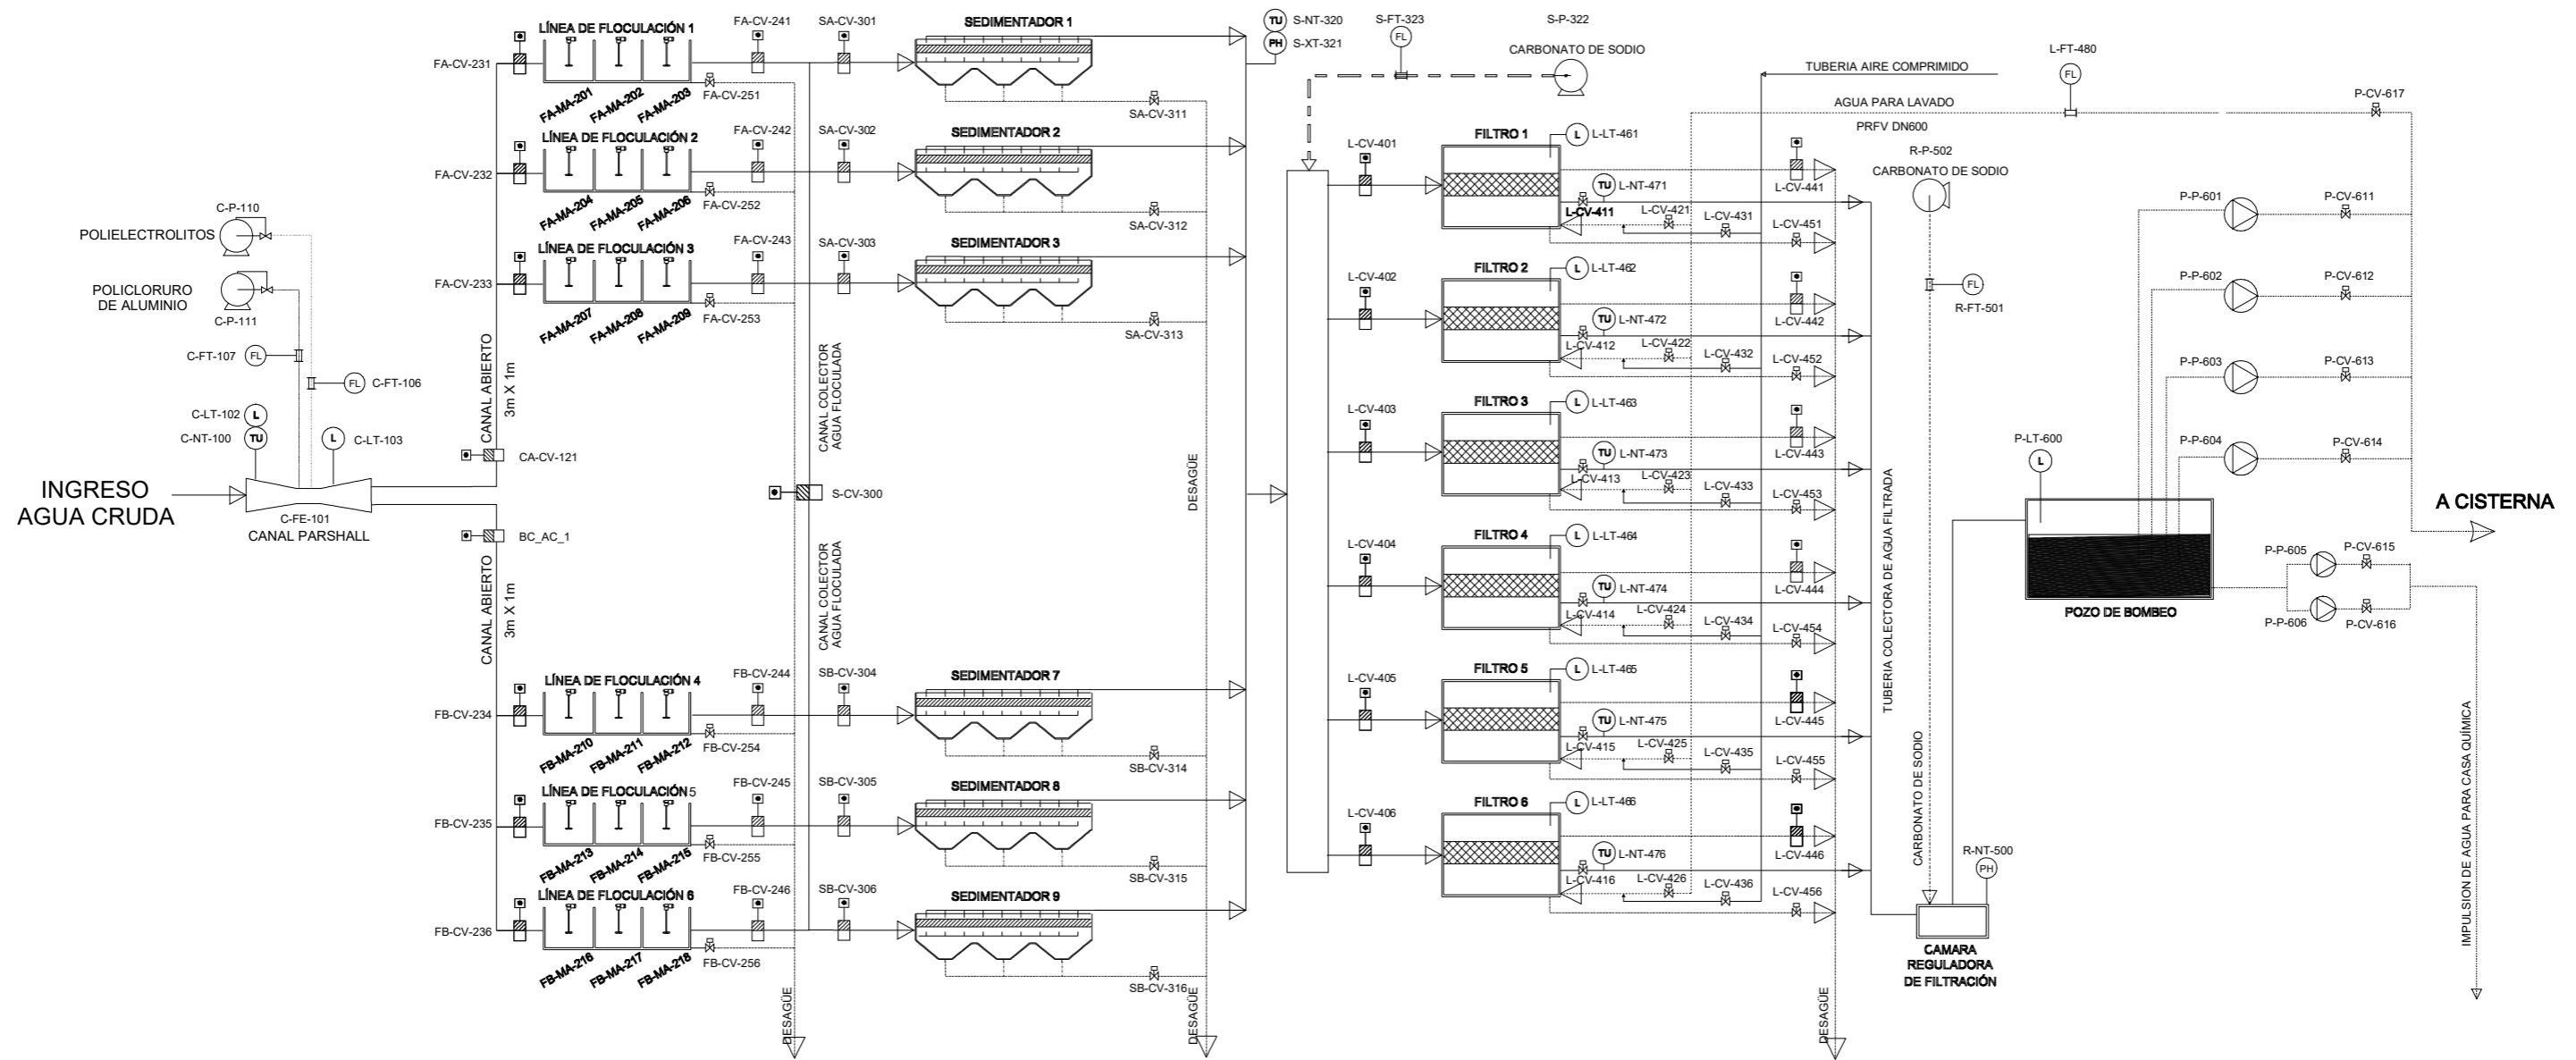 INGRESO
AGUA CRUDA
C-P-110
POLIELECTROLITOS
POLICLORURO
DE ALUMINIO
C-P-111
C-FT-107
FL
FL
C-FT-106
C-LT-102
L
C-NT-100
TU
L
C-LT-103
C-FE-101
CANAL PARSHALL
CANAL ABIERTO
3m X 1m
CA-CV-121
BC_AC_1
CANAL ABIERTO
3m X 1m
FA-CV-231
LÍNEA DE FLOCULACIÓN 1
FA-MA-201
FA-MA-202
FA-MA-203
FA-CV-241
FA-CV-251
SA-CV-301
SEDIMENTADOR 1
SA-CV-311
FA-CV-232
LÍNEA DE FLOCULACIÓN 2
FA-MA-204
FA-MA-205
FA-MA-206
FA-CV-242
FA-CV-252
SA-CV-302
SEDIMENTADOR 2
SA-CV-312
FA-CV-233
LÍNEA DE FLOCULACIÓN 3
FA-MA-207
FA-MA-208
FA-MA-209
FA-CV-243
FA-CV-253
SA-CV-303
SEDIMENTADOR 3
SA-CV-313
CANAL COLECTOR
AGUA FLOCULADA
S-CV-300
CANAL COLECTOR
AGUA FLOCULADA
DESAGÜE
FB-CV-234
LÍNEA DE FLOCULACIÓN 4
FB-MA-210
FB-MA-211
FB-MA-212
FB-CV-244
FB-CV-254
SB-CV-304
SEDIMENTADOR 7
SB-CV-314
FB-CV-235
LÍNEA DE FLOCULACIÓN 5
FB-MA-213
FB-MA-214
FB-MA-215
FB-CV-245
FB-CV-255
SB-CV-305
SEDIMENTADOR 8
SB-CV-315
FB-CV-236
LÍNEA DE FLOCULACIÓN 6
FB-MA-216
FB-MA-217
FB-MA-218
FB-CV-246
FB-CV-256
SB-CV-306
SEDIMENTADOR 9
SB-CV-316
DESAGÜE
DESAGÜE
TU
S-NT-320
PH
S-XT-321
S-FT-323
FL
S-P-322
CARBONATO DE SODIO
TUBERIA AIRE COMPRIMIDO
AGUA PARA LAVADO
PRFV DN600
L-FT-480
FL
P-CV-617
L-CV-401
FILTRO 1
L
L-LT-461
TU
L-NT-471
L-CV-411
L-CV-421
L-CV-431
L-CV-441
L-CV-451
L-CV-402
FILTRO 2
L
L-LT-462
TU
L-NT-472
L-CV-412
L-CV-422
L-CV-432
L-CV-442
L-CV-452
L-CV-403
FILTRO 3
L
L-LT-463
TU
L-NT-473
L-CV-413
L-CV-423
L-CV-433
L-CV-443
L-CV-453
L-CV-404
FILTRO 4
L
L-LT-464
TU
L-NT-474
L-CV-414
L-CV-424
L-CV-434
L-CV-444
L-CV-454
L-CV-405
FILTRO 5
L
L-LT-465
TU
L-NT-475
L-CV-415
L-CV-425
L-CV-435
L-CV-445
L-CV-455
L-CV-406
FILTRO 6
L
L-LT-466
TU
L-NT-476
L-CV-416
L-CV-426
L-CV-436
L-CV-446
L-CV-456
DESAGÜE
TUBERIA COLECTORA DE AGUA FILTRADA
R-P-502
CARBONATO DE SODIO
FL
R-FT-501
CARBONATO DE SODIO
R-NT-500
PH
CAMARA
REGULADORA
DE FILTRACIÓN
P-LT-600
L
POZO DE BOMBEO
P-P-601
P-CV-611
P-P-602
P-CV-612
P-P-603
P-CV-613
P-P-604
P-CV-614
A CISTERNA
P-P-605
P-CV-615
P-P-606
P-CV-616
IMPULSION DE AGUA PARA CASA QUÍMICA